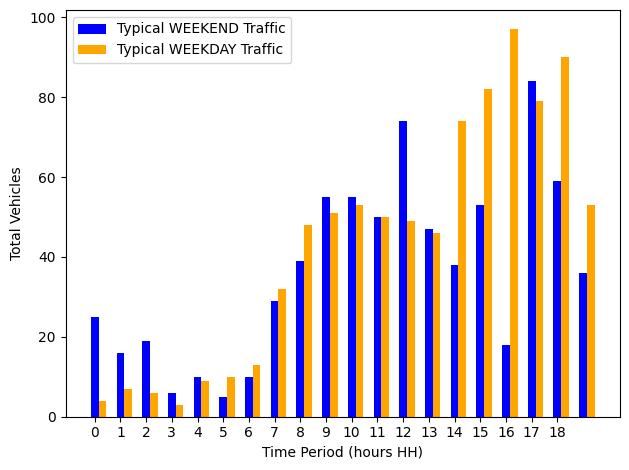 Typical WEEKEND Traffic
Typical WEEKDAY Traffic
100
80
60
40
20
0
Total Vehicles
0 1 2 3 4 5 6 7 8 9 10 11 12 13 14 15 16 17 18
Time Period (hours HH)